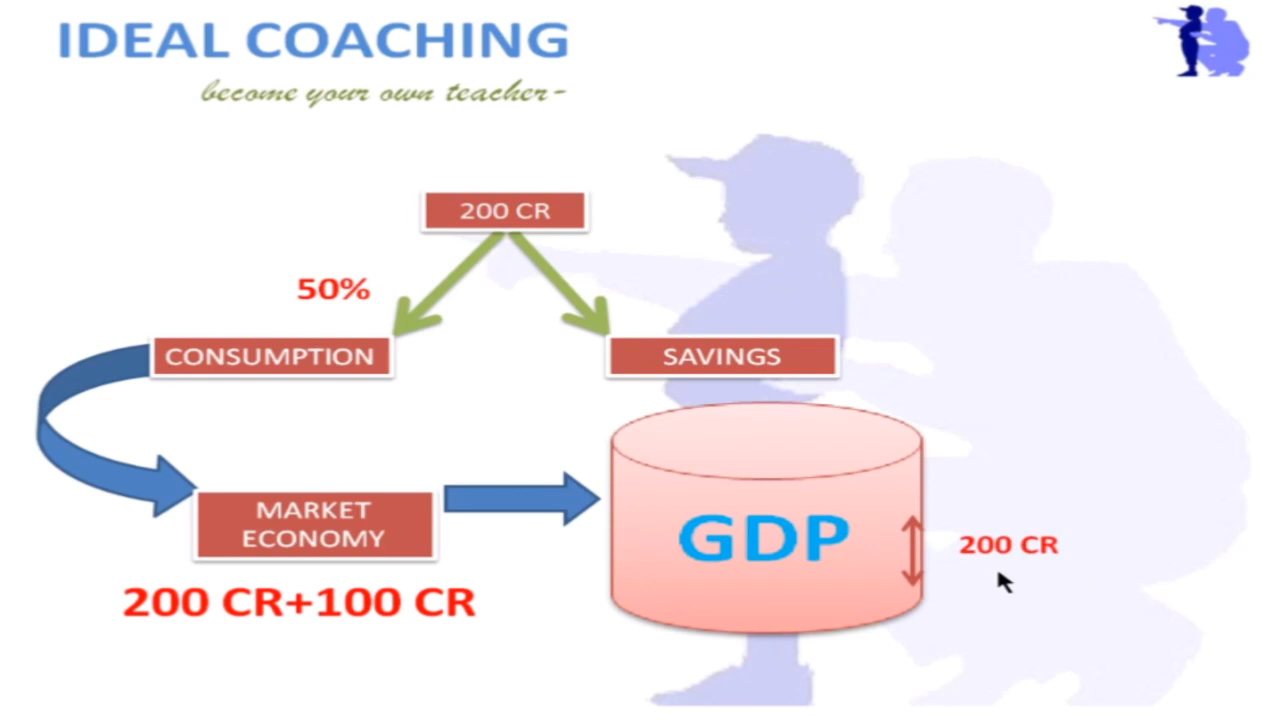 IDEAL COACHING
become your own teacher-
200 CR
50%
CONSUMPTION
SAVINGS
MARKET
ECONOMY
GDP
200 CR
200 CR+100 CR